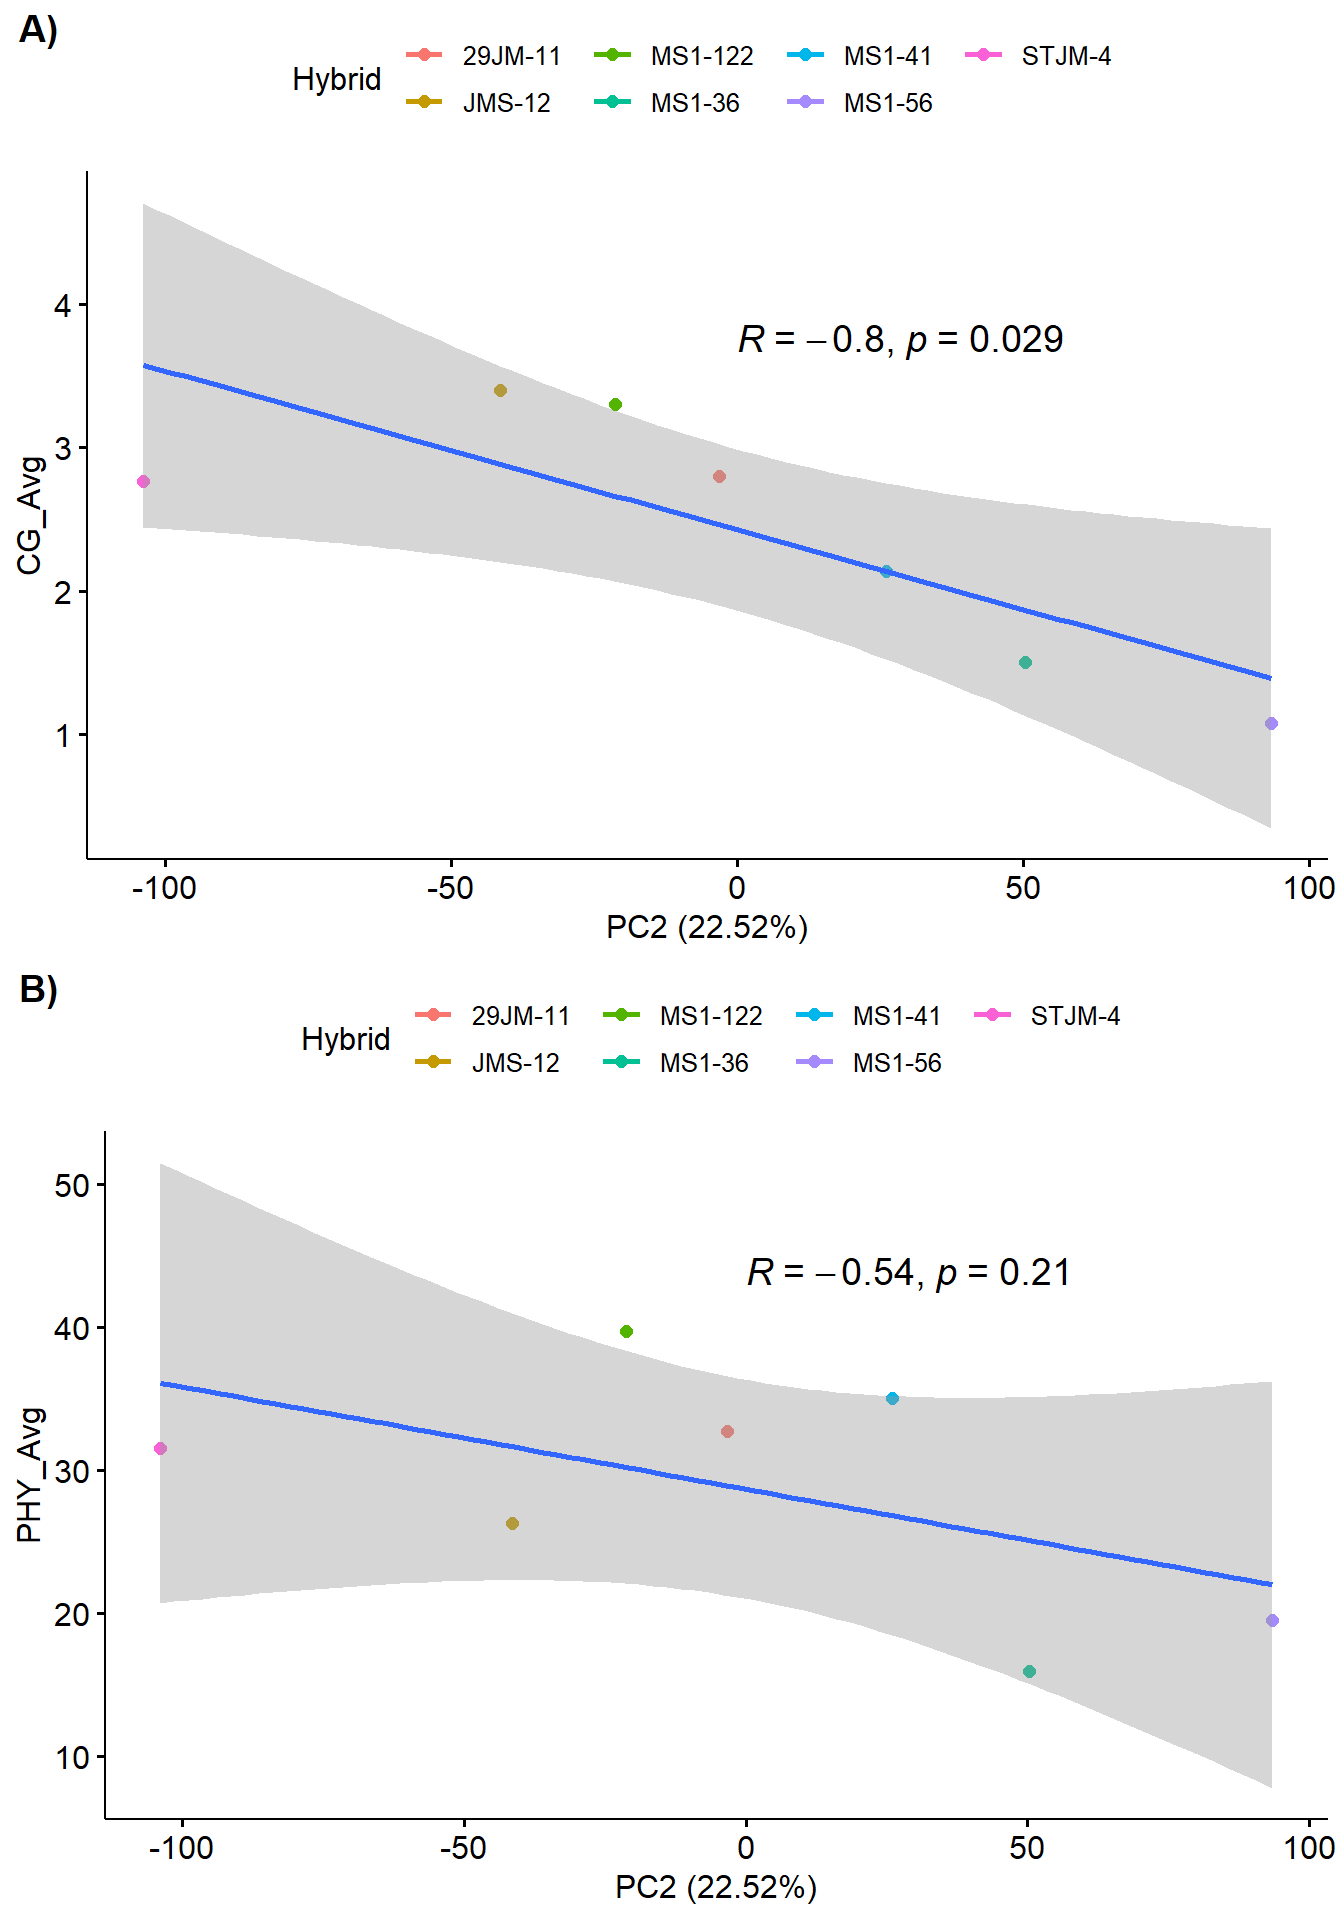 A)
Hybrid
29JM-11 MS1-122 MS1-41 STJM-4
JMS-12 MS1-36 MS1-56
CG_Avg
4
3
2
1
R = −0.8, p = 0.029
-100 -50 0 50 100
PC2 (22.52%)
B)
Hybrid
29JM-11 MS1-122 MS1-41 STJM-4
JMS-12 MS1-36 MS1-56
PHY_Avg
50
40
30
20
10
R = −0.54, p = 0.21
-100 -50 0 50 100
PC2 (22.52%)